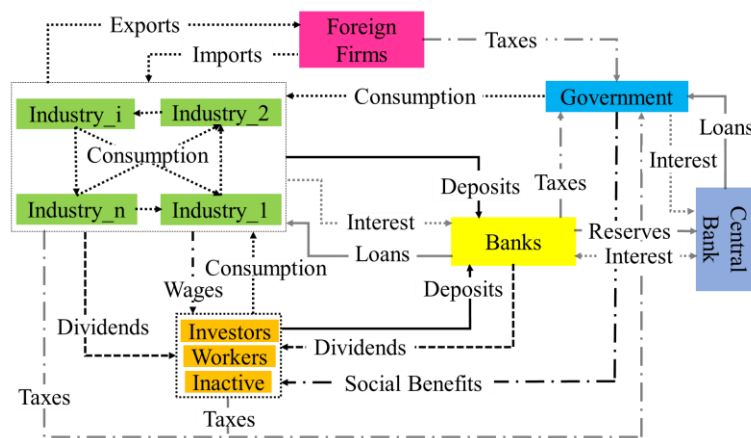 Exports
Foreign
Firms
Taxes
Imports
Consumption
Government
Industry_i
Industry_2
Loans
Consumption
Interest
Deposits
Taxes
Industry_n
Industry_1
Interest
Banks
Reserves
Central
Bank
Loans
Interest
Consumption
Wages
Deposits
Dividends
Investors
Workers
Dividends
Inactive
Social Benefits
Taxes
Taxes